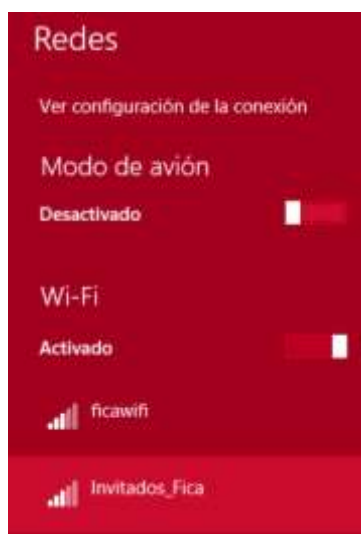 Redes
Ver configuración de la conexión
Modo de avión
Desactivado
Wi-Fi
Activado
ficawifi
Invitados_Fica